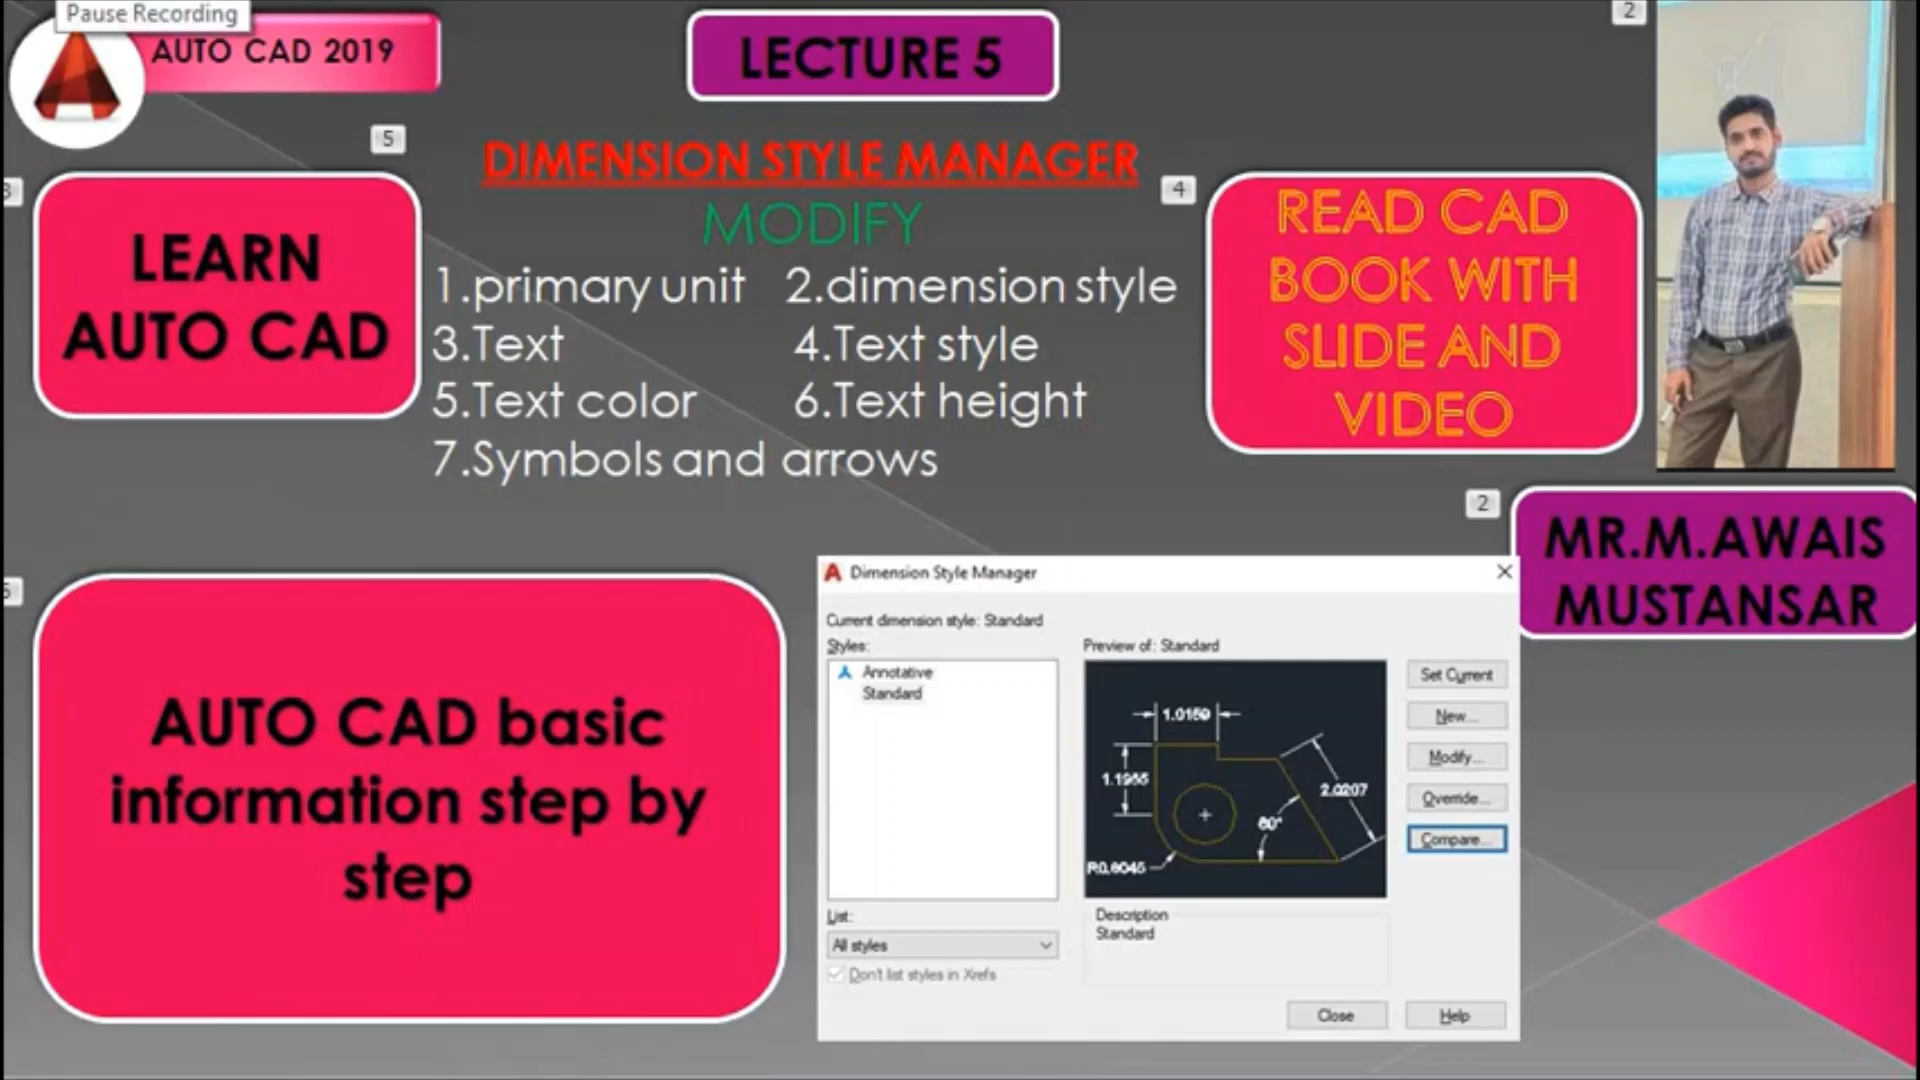 Pause Recording
AUTO CAD 2019
LECTURE 5
2
5
DIMENSION STYLE MANAGER
MODIFY
4
LEARN
AUTO CAD
1.primary unit 2.dimension style
3.Text 4.Text style
5.Text color 6.Text height
7.Symbols and arrows
READ CAD
BOOK WITH
SLIDE AND
VIDEO
2
MR.M.AWAIS
MUSTANSAR
AUTO CAD basic
information step by
step
Dimension Style Manager
Current dimension style: Standard
Styles:
Annotative
Standard
Preview of: Standard
1.0159
1.1955
2.0207
60°
R0.8045
Set Current
New...
Modify...
Override...
Compare...
List:
All styles
Don't list styles in Xrefs
Description
Standard
Close
Help